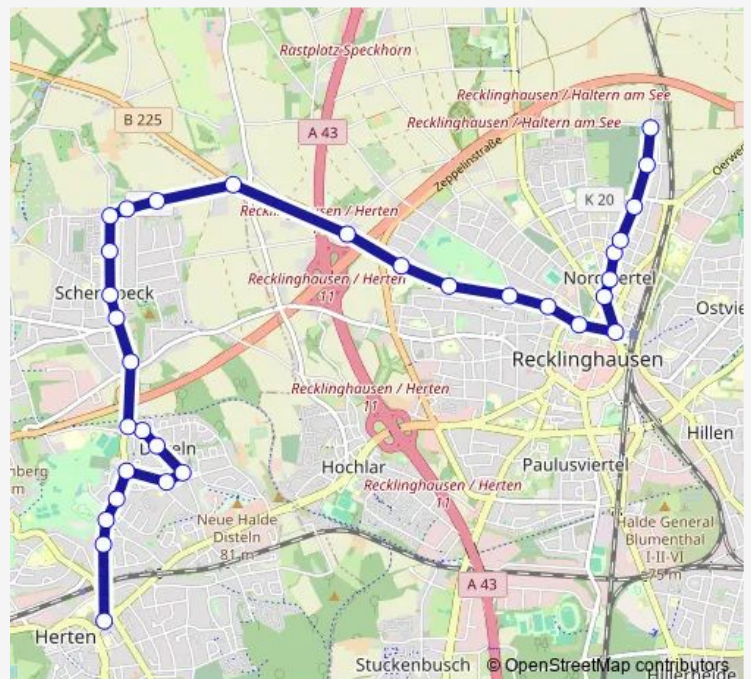 Rastplatz Speckhorn
Recklinghausen / Haltern am See
B 225
A 43
Recklinghausen / Haltern am See
Zeppelinstraße
K 20
Recklinghausen / Herten
Recklinghausen / Herten
11
Recklinghausen
Recklinghausen / Herten
11
Hillen
Hochlar
Paulusviertel
Recklinghausen / Herten
11
Neue Halde
Disteln
81 m
Halde General
Blumenthal
I-II-VI
75 m
A 43
Herten
Stuckenbusch
© OpenStreetMap contributors